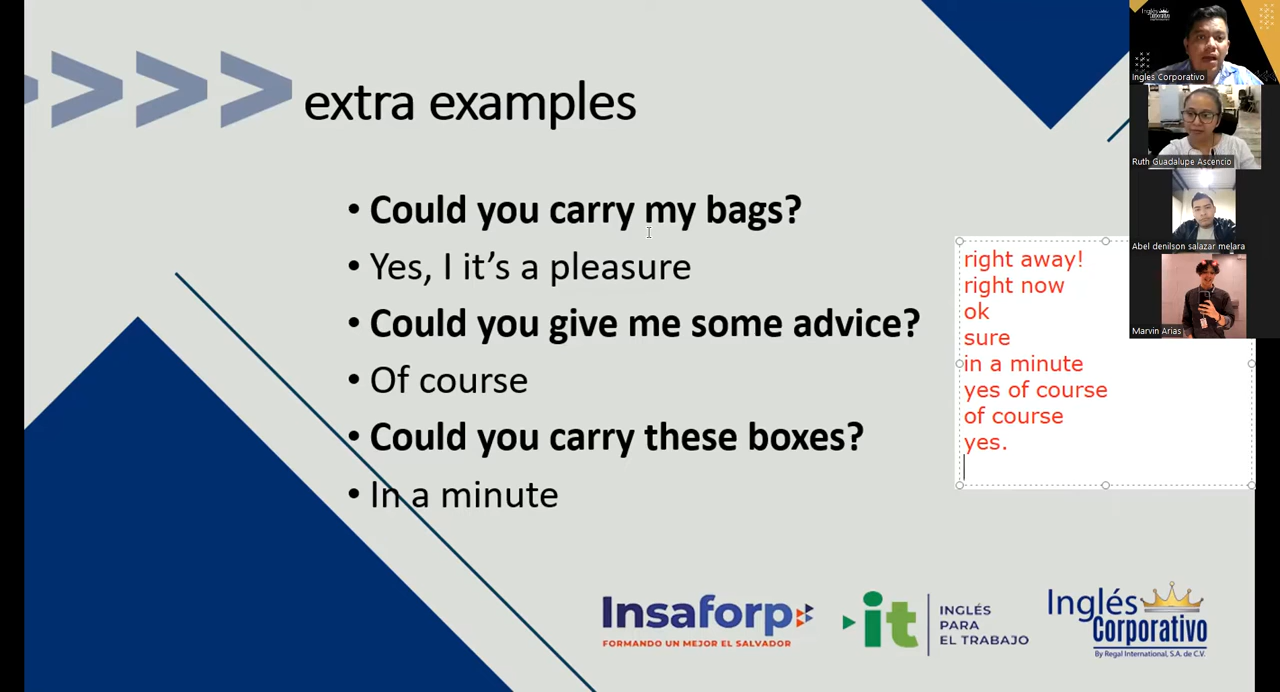 extra examples
• Could you carry my bags?
• Yes, I it's a pleasure
• Could you give me some advice?
• Of course
• Could you carry these boxes?
• In a minute
right away!
right now
ok
sure
in a minute
yes of course
of course
yes.
Inglés Corporativo
Ingles Corporativo
Ruth Guadalupe Ascencio
Abel denilson salazar melara
Marvin Arias
Insaforp
FORMANDO UN MEJOR EL SALVADOR
it
INGLÉS
PARA
EL TRABAJO
Inglés
Corporativo
By Regal International, S.A. de C.V.